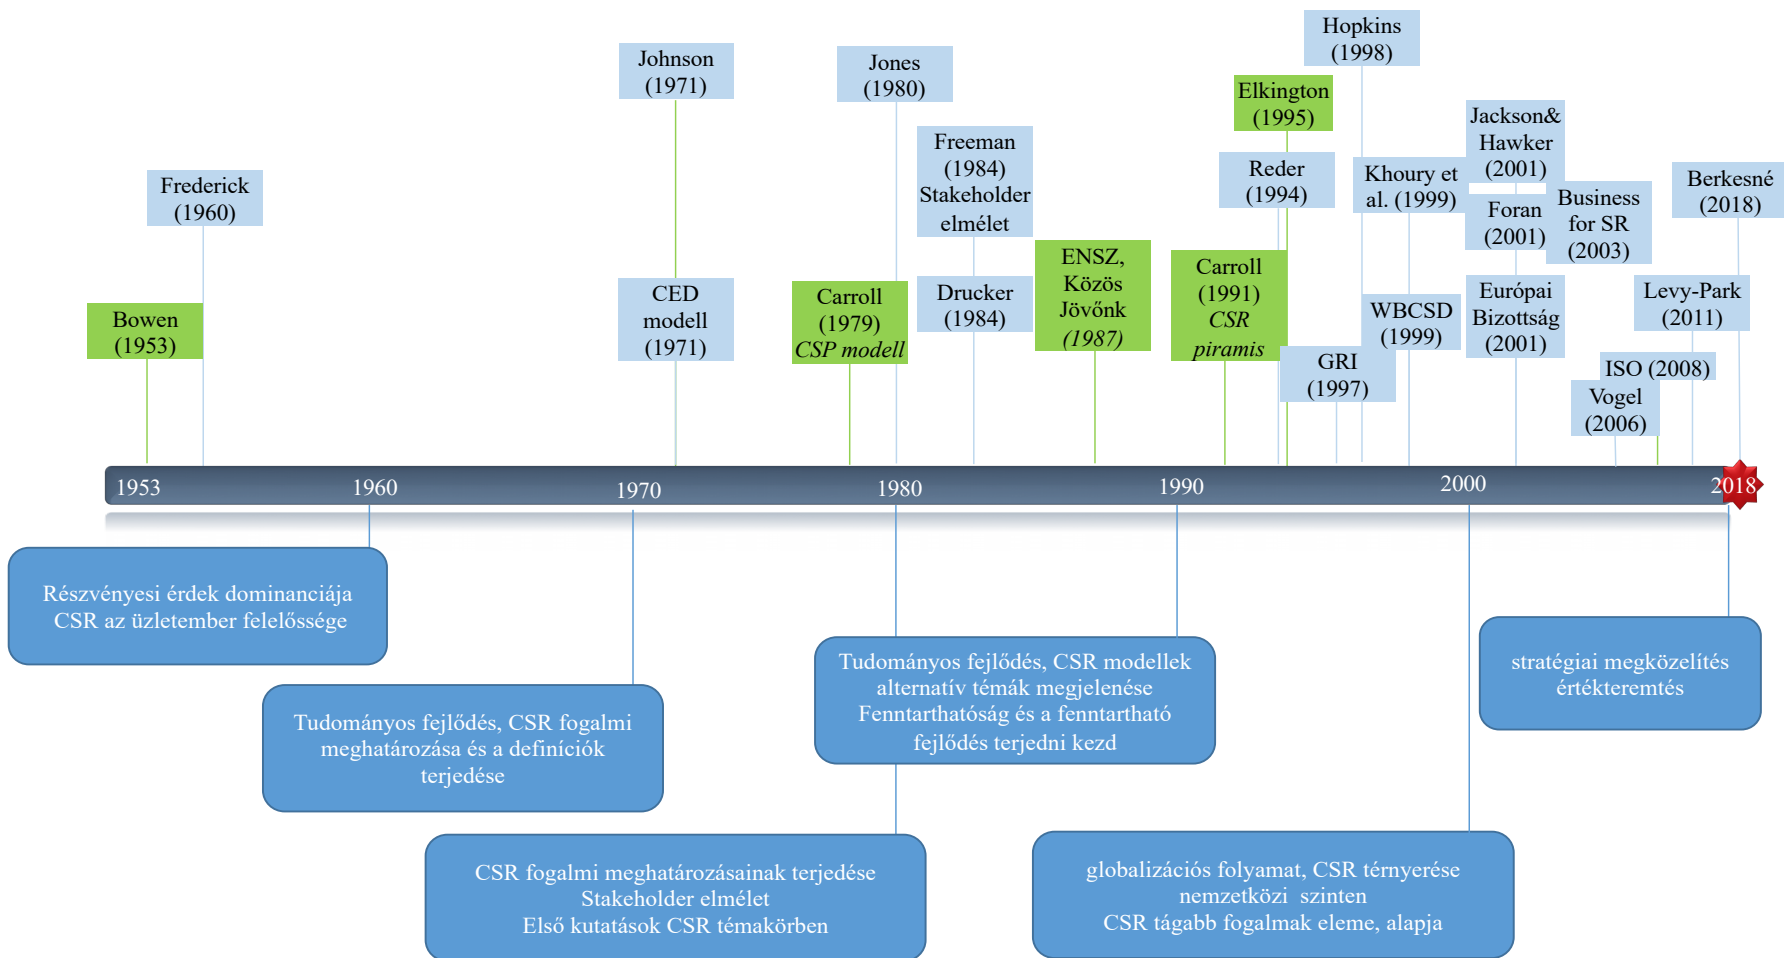 Hopkins
(1998)
Johnson
(1971)
Jones
(1980)
Elkington
(1995)
Jackson&
Hawker
(2001)
Freeman
(1984)
Stakeholder
elmélet
Reder
(1994)
Khoury et
al. (1999)
Berkesné
(2018)
Frederick
(1960)
Foran
(2001)
Business
for SR
(2003)
ENSZ,
Közös
Jövőnk
(1987)
Carroll
(1991)
CSR
piramis
Bowen
(1953)
CED
modell
(1971)
Carroll
(1979)
CSP modell
Drucker
(1984)
WBCSD
(1999)
Európai
Bizottság
(2001)
Levy-Park
(2011)
GRI
(1997)
ISO (2008)
Vogel
(2006)
1953
1960
1970
1980
1990
2000
2018
Részvényesi érdek dominanciája
CSR az üzletember felelőssége
Tudományos fejlődés, CSR fogalmi
meghatározása és a definíciók
terjedése
CSR fogalmi meghatározásainak terjedése
Stakeholder elmélet
Első kutatások CSR témakörben
Tudományos fejlődés, CSR modellek
alternatív témák megjelenése
Fenntarthatóság és a fenntartható
fejlődés terjedni kezd
globalizációs folyamat, CSR térnyerése
nemzetközi szinten
CSR tágabb fogalmak eleme, alapja
stratégiai megközelítés
értékteremtés